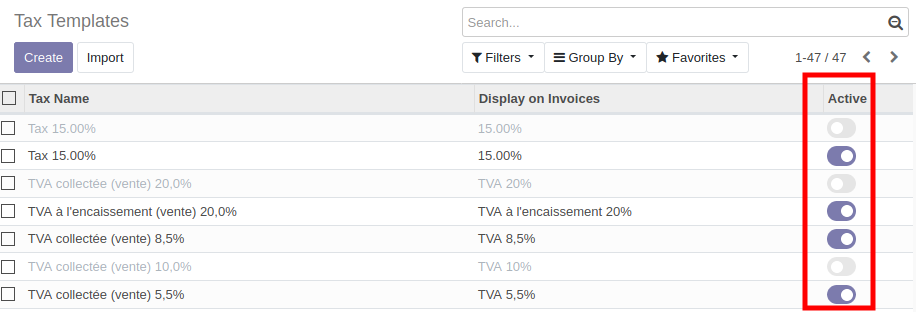 Tax Templates
Search...
Create Import Filters Group By Favorites 1-47 / 47
Tax Name Display on Invoices Active
Tax 15.00% 15.00%
Tax 15.00% 15.00%
TVA collectée (vente) 20,0% TVA 20%
TVA à l'encaissement (vente) 20,0% TVA à l'encaissement 20%
TVA collectée (vente) 8,5% TVA 8,5%
TVA collectée (vente) 10,0% TVA 10%
TVA collectée (vente) 5,5% TVA 5,5%